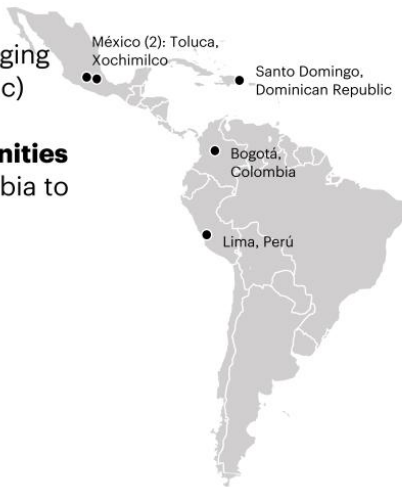 ging
c)
nities
bia to
México (2): Toluca,
Xochimilco
Santo Domingo,
Dominican Republic
Bogotá,
Colombia
Lima, Perú